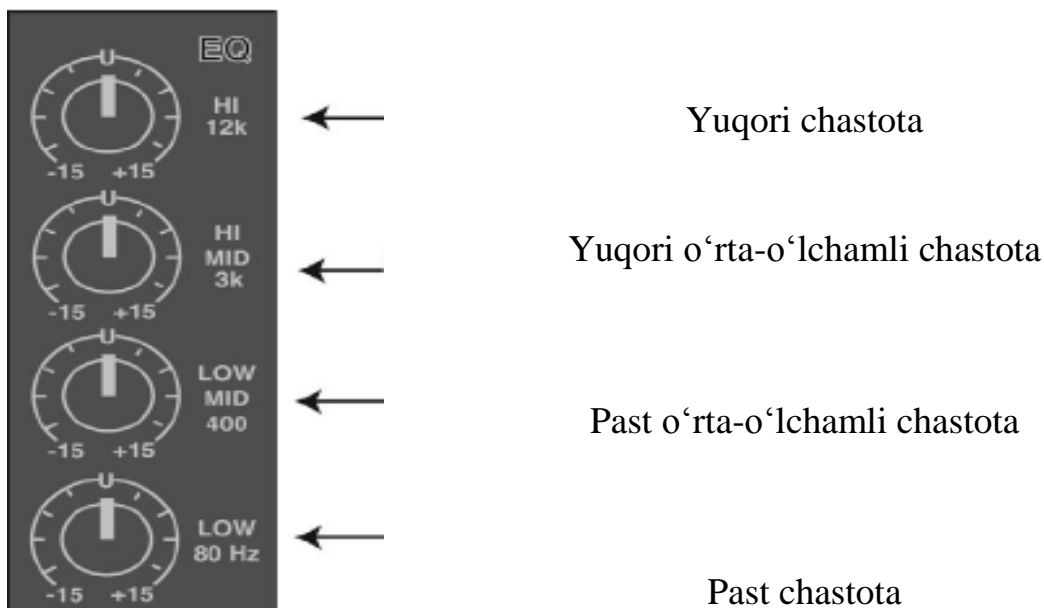 EQ
U
HI
12k
-15 +15
Yuqori chastota
U
HI
MID
3k
-15 +15
Yuqori o‘rta-o‘lchamli chastota
U
LOW
MID
400
-15 +15
Past o‘rta-o‘lchamli chastota
U
LOW
80 Hz
-15 +15
Past chastota